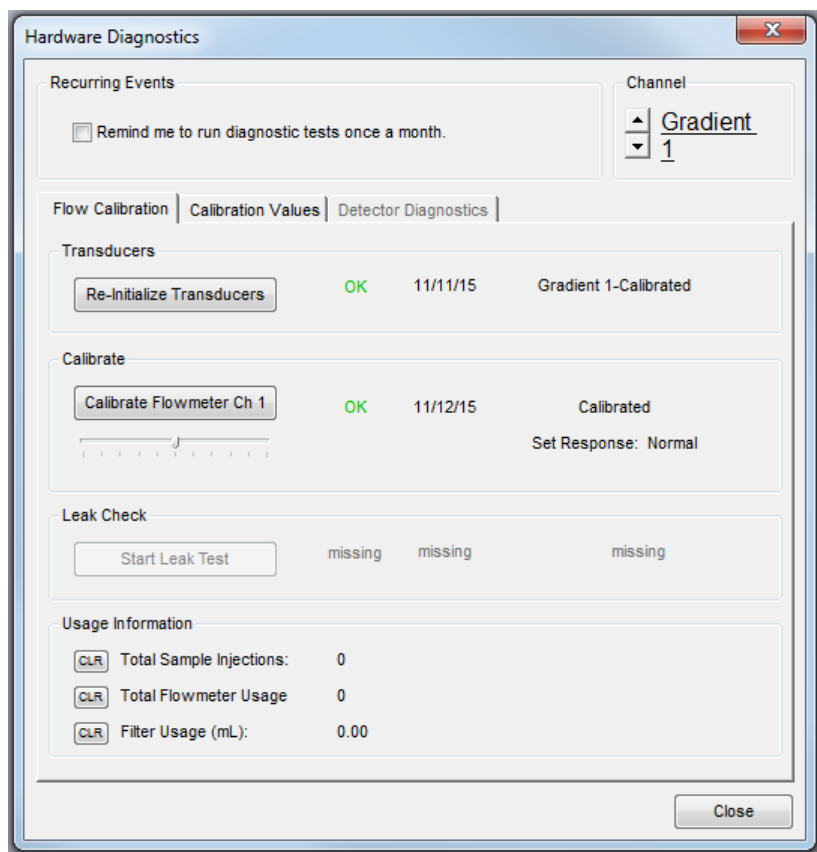 Hardware Diagnostics
Recurring Events
Remind me to run diagnostic tests once a month.
Channel
Gradient
1
Flow Calibration Calibration Values Detector Diagnostics
Transducers
Re-Initialize Transducers OK 11/11/15 Gradient 1-Calibrated
Calibrate
Calibrate Flowmeter Ch 1 OK 11/12/15 Calibrated
Set Response: Normal
Leak Check
Start Leak Test missing missing missing
Usage Information
CLR Total Sample Injections: 0
CLR Total Flowmeter Usage 0
CLR Filter Usage (mL): 0.00
Close